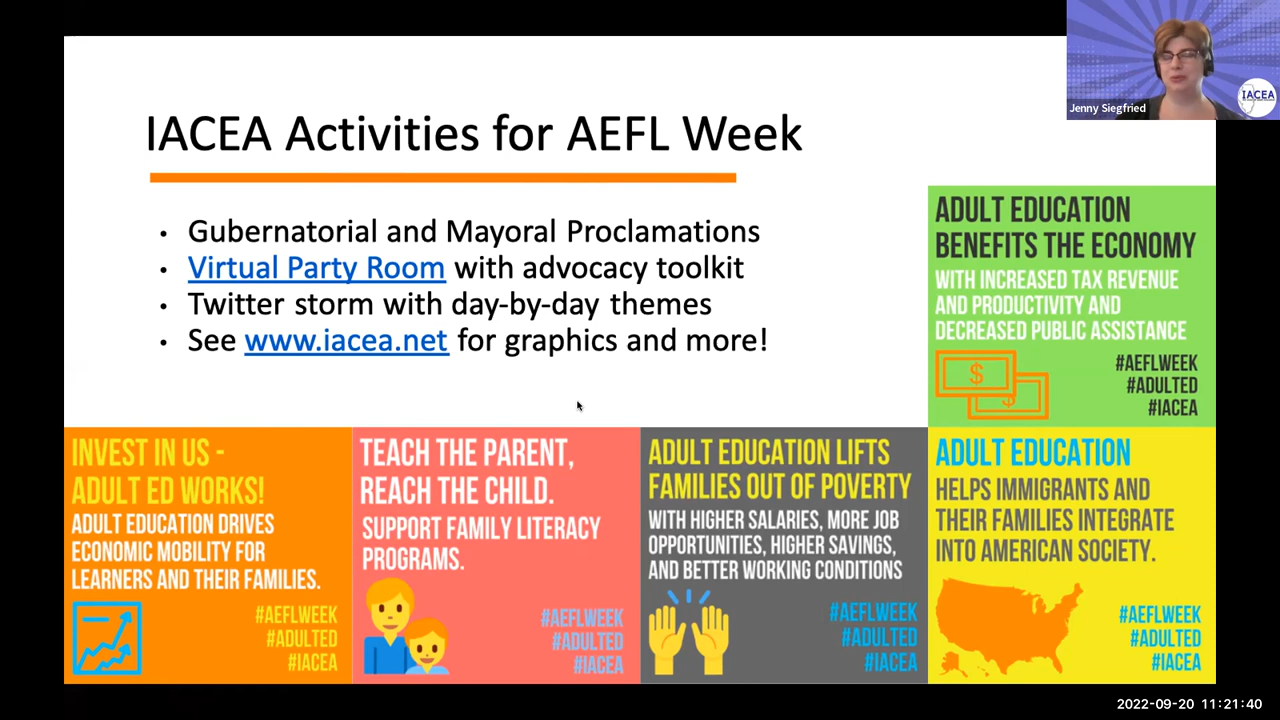 IACEA Activities for AEFL Week
• Gubernatorial and Mayoral Proclamations
• Virtual Party Room with advocacy toolkit
• Twitter storm with day-by-day themes
• See www.iacea.net for graphics and more!
Jenny Siegfried
IACEA
ADULT EDUCATION
BENEFITS THE ECONOMY
WITH INCREASED TAX REVENUE
AND PRODUCTIVITY AND
DECREASED PUBLIC ASSISTANCE
$
$
#AEFLWEEK
#ADULTED
#IACEA
INVEST IN US -
ADULT ED WORKS!
ADULT EDUCATION DRIVES
ECONOMIC MOBILITY FOR
LEARNERS AND THEIR FAMILIES.
#AEFLWEEK
#ADULTED
#IACEA
TEACH THE PARENT,
REACH THE CHILD.
SUPPORT FAMILY LITERACY
PROGRAMS.
#AEFLWEEK
#ADULTED
#IACEA
ADULT EDUCATION LIFTS
FAMILIES OUT OF POVERTY
WITH HIGHER SALARIES, MORE JOB
OPPORTUNITIES, HIGHER SAVINGS,
AND BETTER WORKING CONDITIONS
#AEFLWEEK
#ADULTED
#IACEA
ADULT EDUCATION
HELPS IMMIGRANTS AND
THEIR FAMILIES INTEGRATE
INTO AMERICAN SOCIETY.
#AEFLWEEK
#ADULTED
#IACEA
2022-09-20 11:21:40